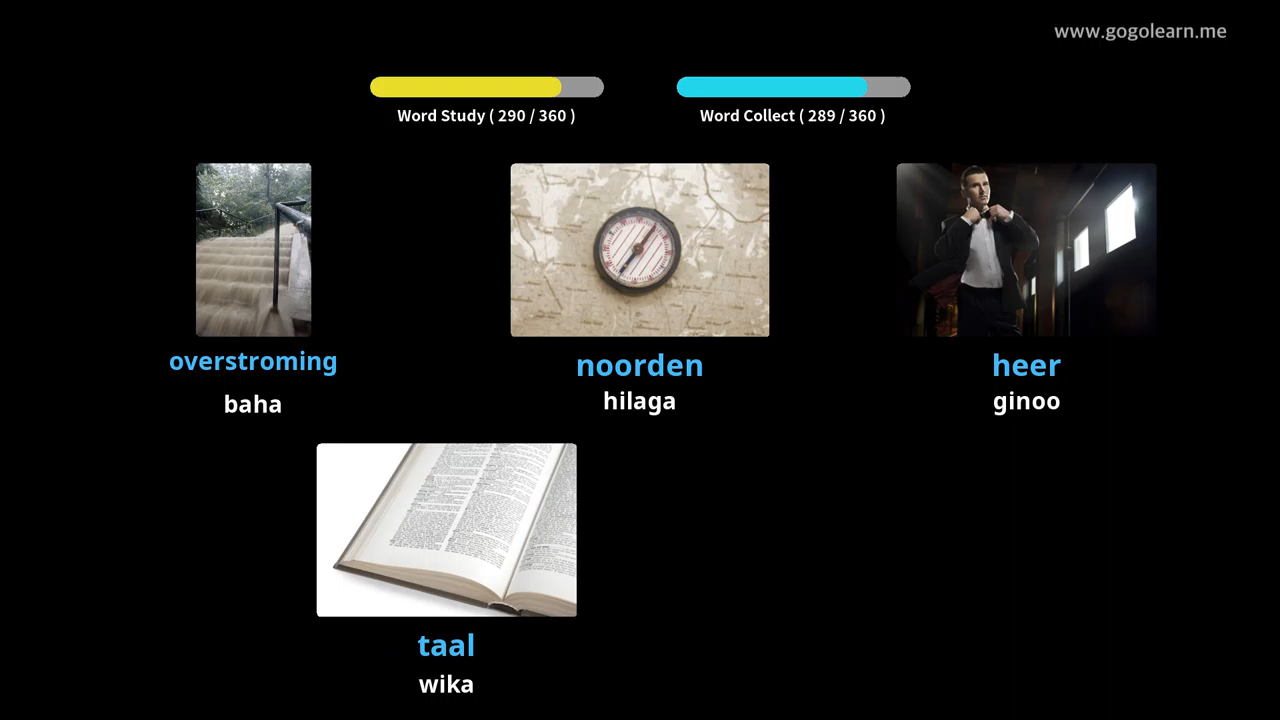 www.gogolearn.me
Word Study ( 290 / 360 )
Word Collect ( 289 / 360 )
overstroming
baha
noorden
hilaga
heer
ginoo
taal
wika